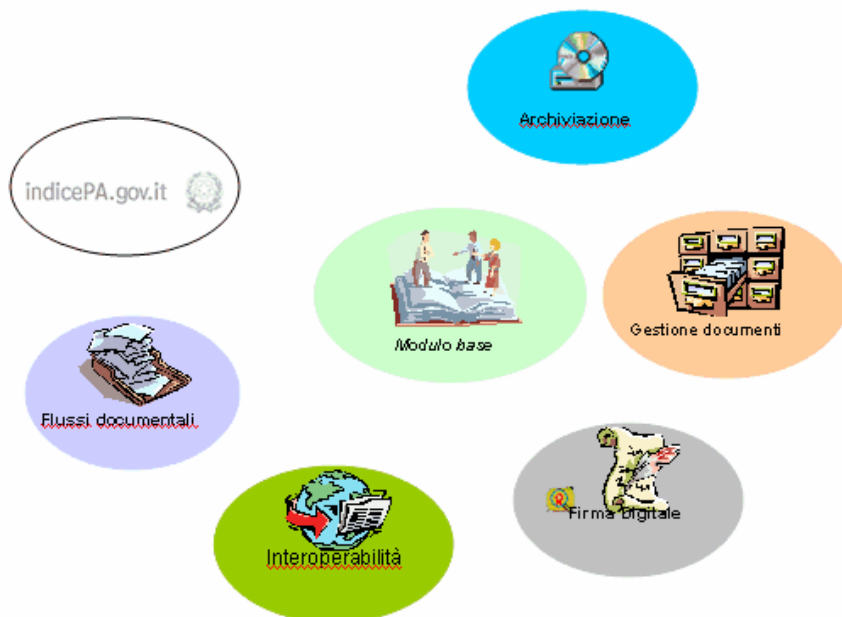 Archiviazione
indicePA.gov.it
Modulo base
Gestione documenti
Flussi documentali
Firma Digitale
Interoperabilità